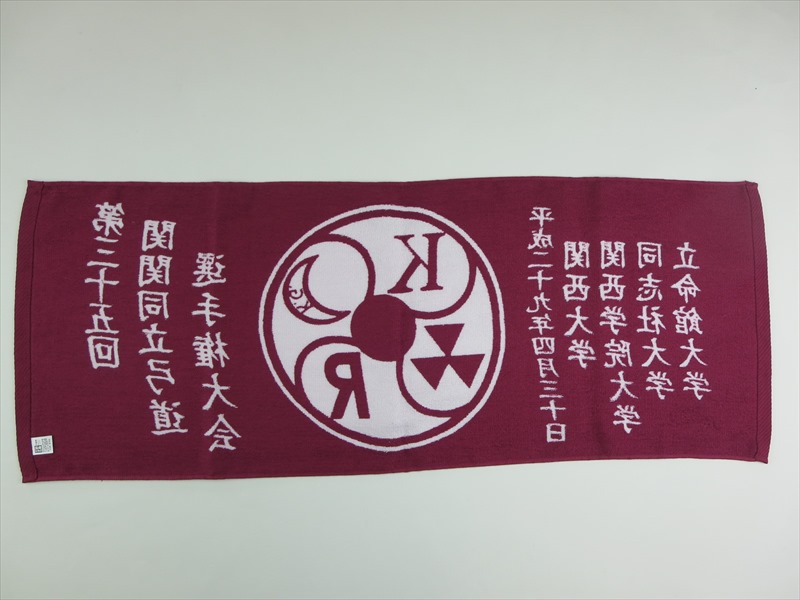 第三十五回
関関同立弓道
選手権大会
K
K.G.
R
平成二十九年四月三十日
関西大学
関西学院大学
同志社大学
立命館大学